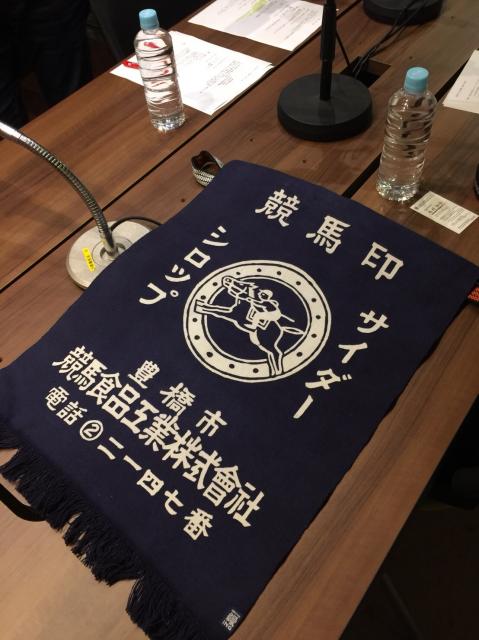 競馬印
サイダー
シロップ
豊橋市
競馬食品工業株式會社
電話②二一四七番